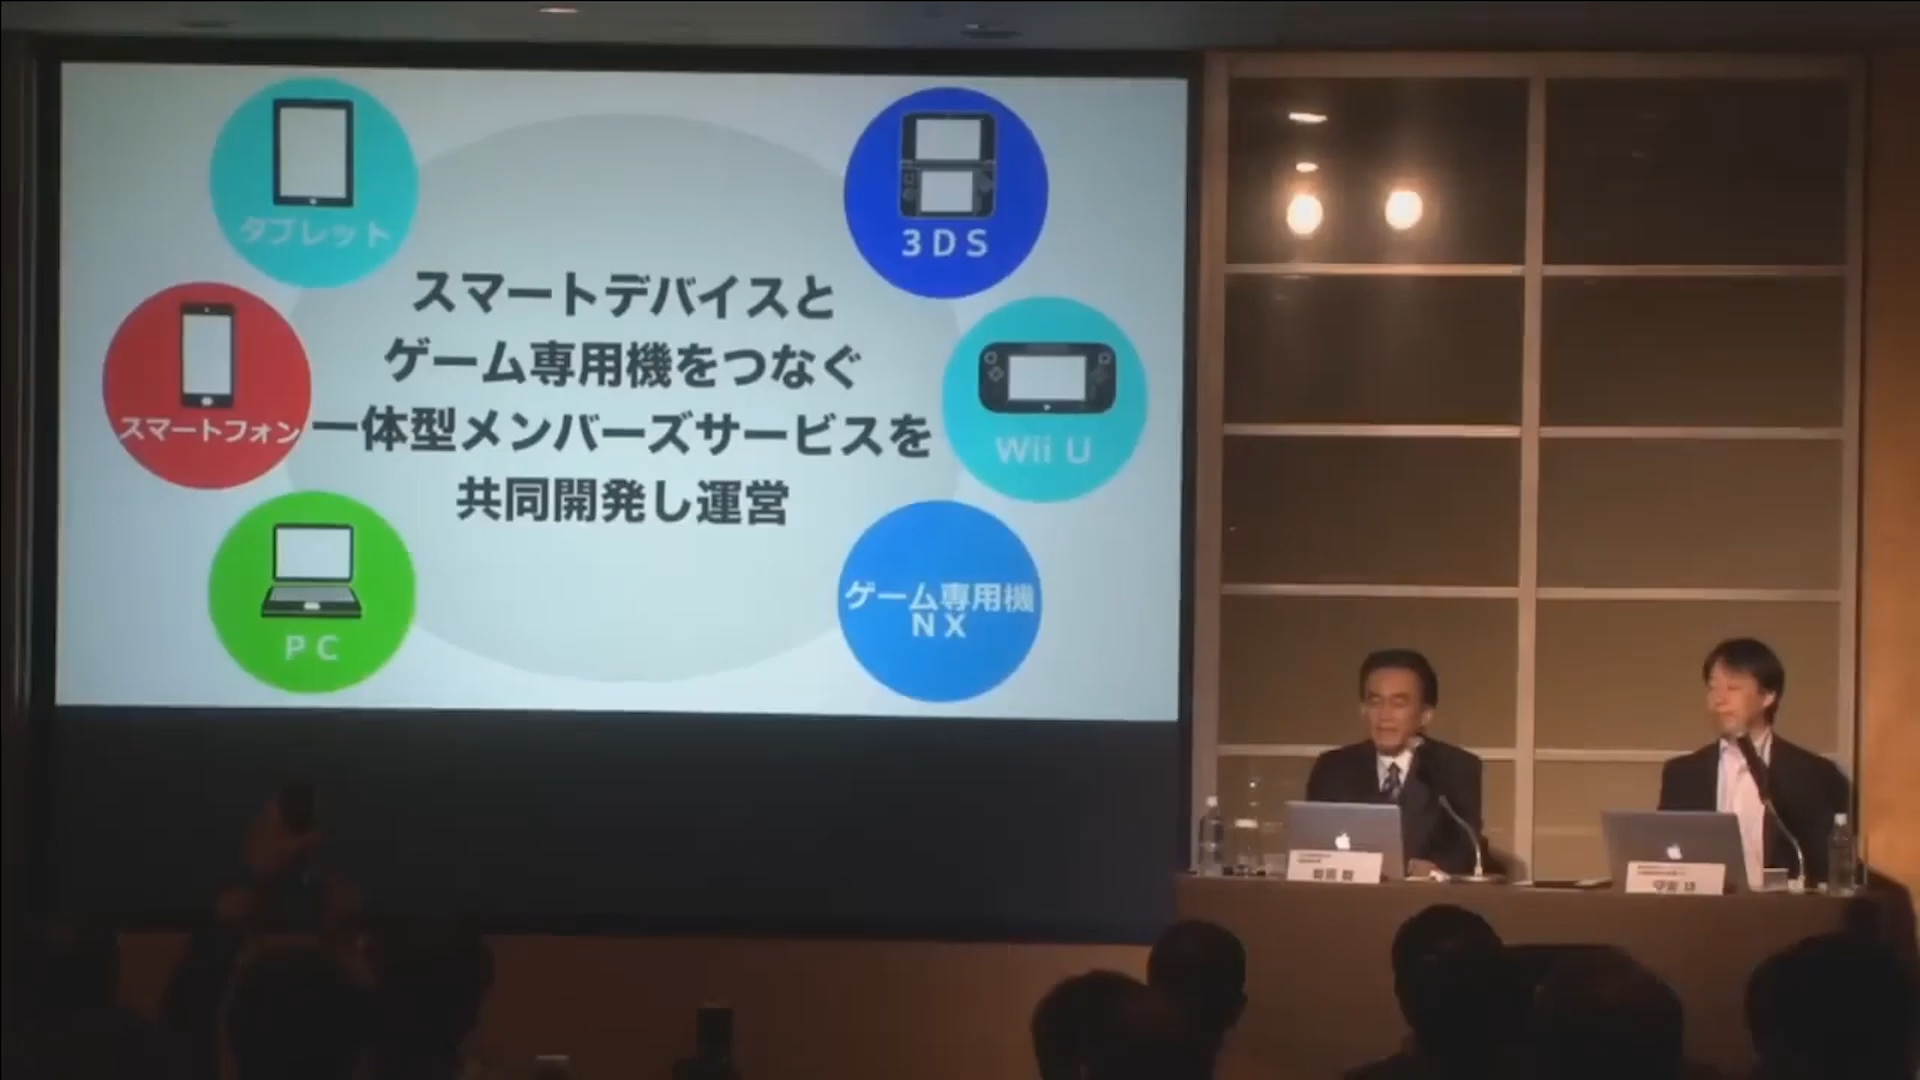 タブレット
3DS
スマートデバイスと
ゲーム専用機をつなぐ
一体型メンバーズサービスを
共同開発し運営
スマートフォン
Wii U
PC
ゲーム専用機
NX